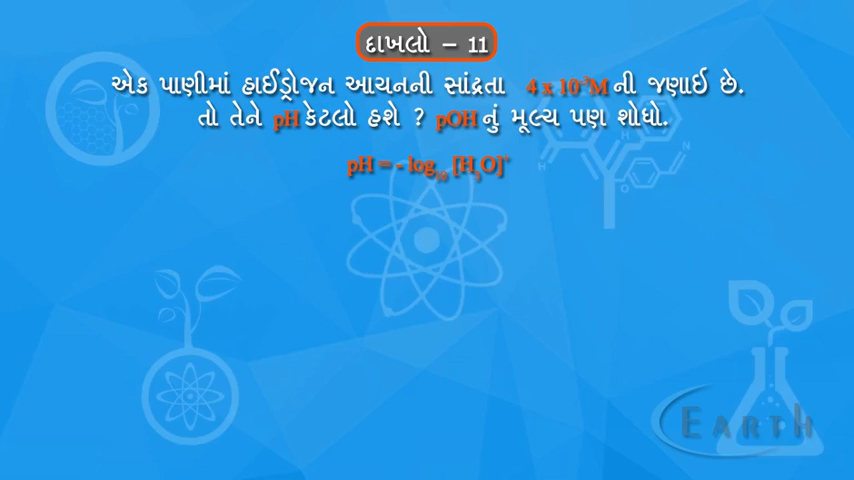 દાખલો – 11
એક પાણીમાં હાઈડ્રોજન આયનની સાંદ્રતા 4 x 10⁻³M ની જણાઈ છે.
તો તેને pH કેટલો હશે ? pOH નું મૂલ્ય પણ શોધો.
pH = - log₁₀ [H₃O]⁺
EARTH